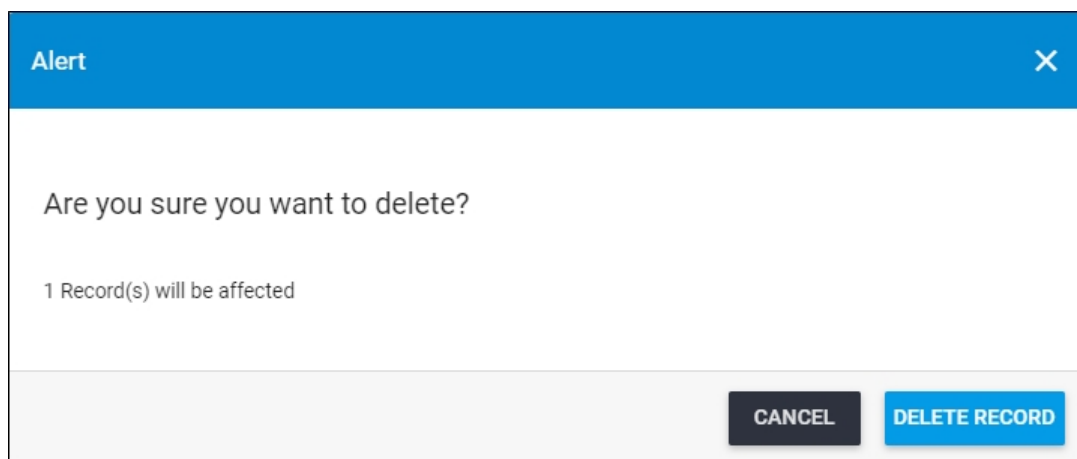 Alert
Are you sure you want to delete?
1 Record(s) will be affected
CANCEL
DELETE RECORD